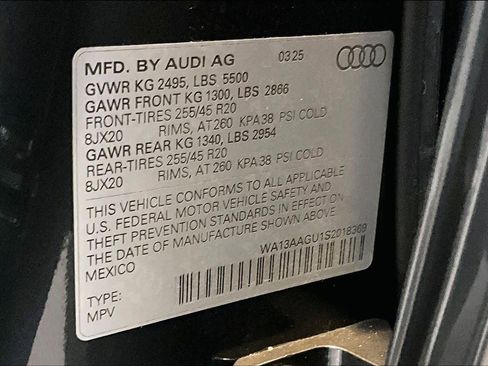 MFD. BY AUDI AG 03 25
GVWR KG 2495, LBS 5500
GAWR FRONT KG 1300, LBS 2866
FRONT-TIRES 255/45 R20
8JX20 RIMS, AT 260 KPA 38 PSI COLD
GAWR REAR KG 1340, LBS 2954
REAR-TIRES 255/45 R20
8JX20 RIMS, AT 260 KPA 38 PSI COLD
THIS VEHICLE CONFORMS TO ALL APPLICABLE
U.S. FEDERAL MOTOR VEHICLE SAFETY AND
THEFT PREVENTION STANDARDS IN EFFECT ON
THE DATE OF MANUFACTURE SHOWN ABOVE.
MEXICO
WA13AAGU1S2018369
TYPE:
MPV